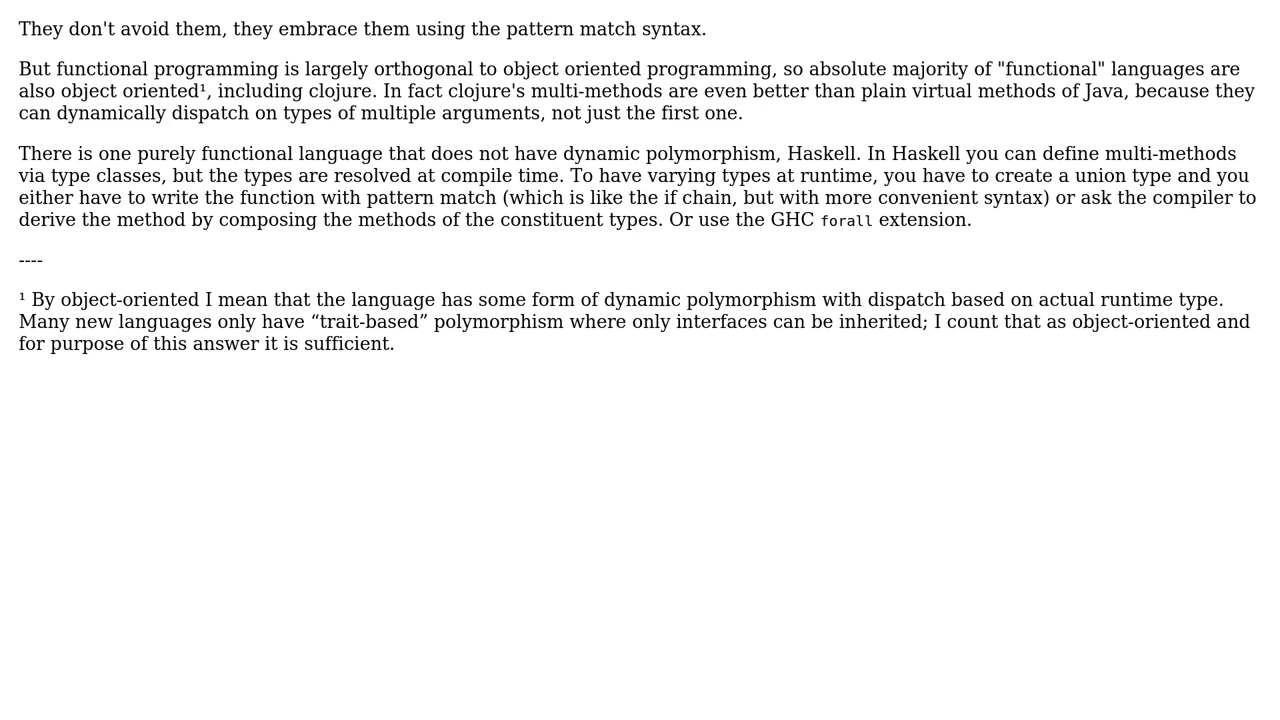 They don't avoid them, they embrace them using the pattern match syntax.
But functional programming is largely orthogonal to object oriented programming, so absolute majority of "functional" languages are
also object oriented¹, including clojure. In fact clojure's multi-methods are even better than plain virtual methods of Java, because they
can dynamically dispatch on types of multiple arguments, not just the first one.
There is one purely functional language that does not have dynamic polymorphism, Haskell. In Haskell you can define multi-methods
via type classes, but the types are resolved at compile time. To have varying types at runtime, you have to create a union type and you
either have to write the function with pattern match (which is like the if chain, but with more convenient syntax) or ask the compiler to
derive the method by composing the methods of the constituent types. Or use the GHC forall extension.
----
¹ By object-oriented I mean that the language has some form of dynamic polymorphism with dispatch based on actual runtime type.
Many new languages only have “trait-based” polymorphism where only interfaces can be inherited; I count that as object-oriented and
for purpose of this answer it is sufficient.